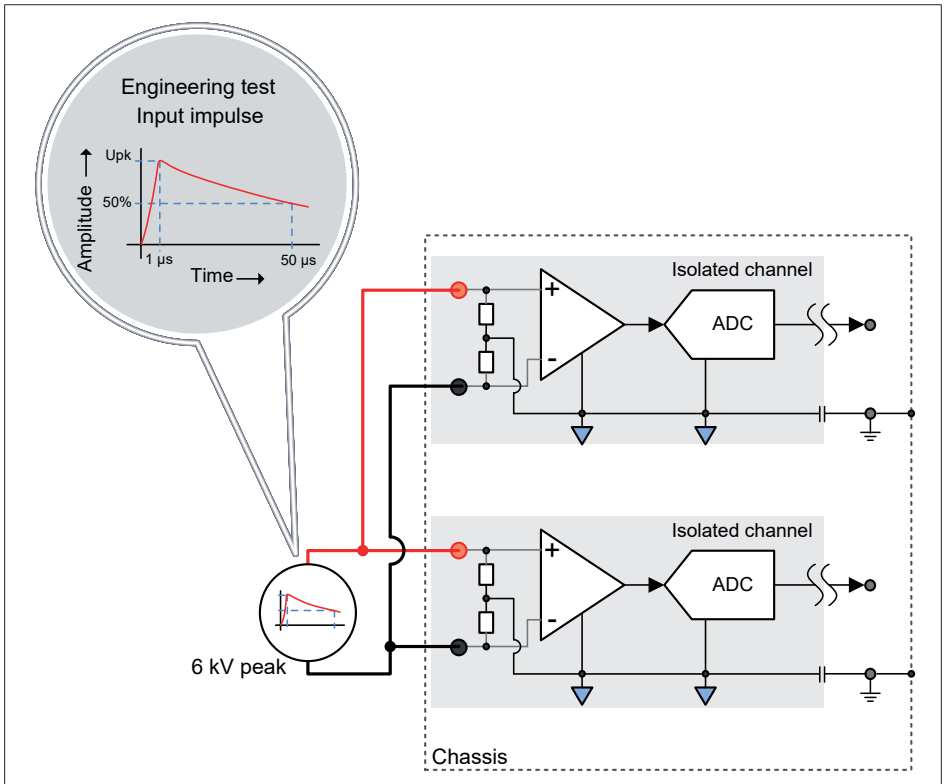 Engineering test
Input impulse
Upk
50%
Amplitude
1 µs
50 µs
Time
Isolated channel
+
ADC
-
Isolated channel
+
ADC
-
6 kV peak
Chassis